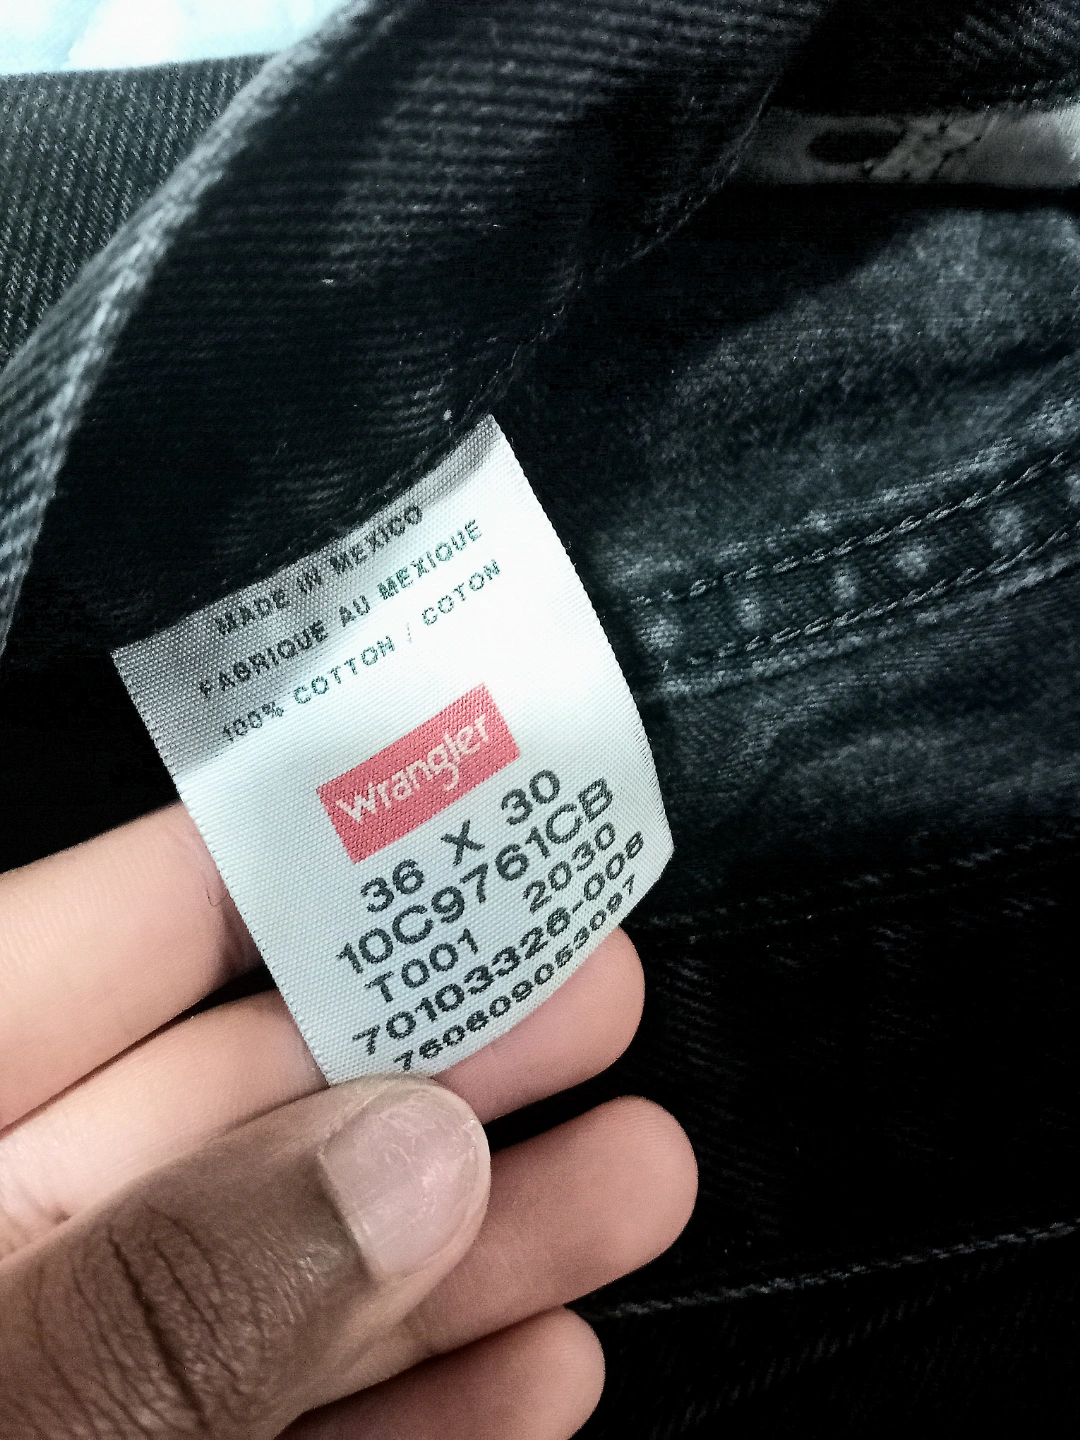 MADE IN MEXICO
FABRIQUE AU MEXIQUE
100% COTTON / COTON
Wrangler
36 X 30
10C9761CB
T001 2030
70103326-008
760609053097